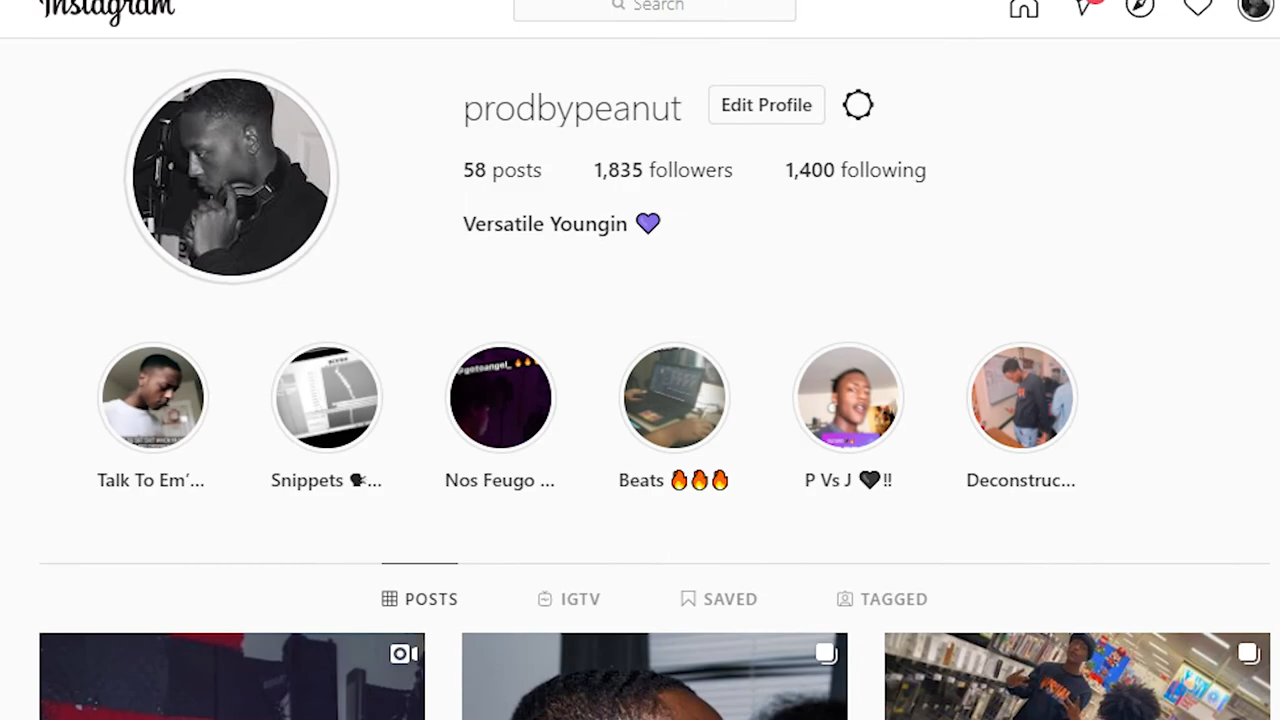 Instagram
Search
prodbypeanut Edit Profile
58 posts 1,835 followers 1,400 following
Versatile Youngin 💜
Talk To Em’... Snippets 🗣... Nos Feugo ... Beats 🔥🔥🔥 P Vs J 🖤!! Deconstruc...
POSTS IGTV SAVED TAGGED